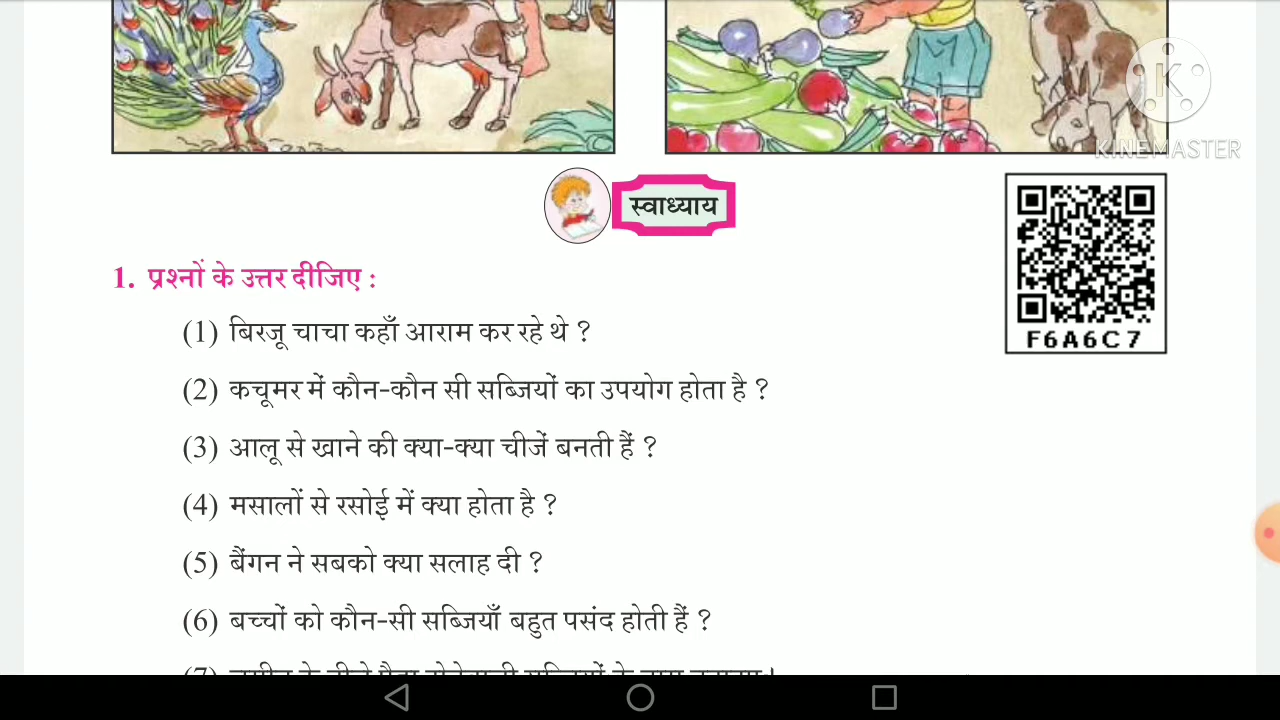 KINEMASTER
स्वाध्याय
F6A6C7
1. प्रश्नों के उत्तर दीजिए :
(1) बिरजू चाचा कहाँ आराम कर रहे थे ?
(2) कचूमर में कौन-कौन सी सब्जियों का उपयोग होता है ?
(3) आलू से खाने की क्या-क्या चीजें बनती हैं ?
(4) मसालों से रसोई में क्या होता है ?
(5) बैंगन ने सबको क्या सलाह दी ?
(6) बच्चों को कौन-सी सब्जियाँ बहुत पसंद होती हैं ?